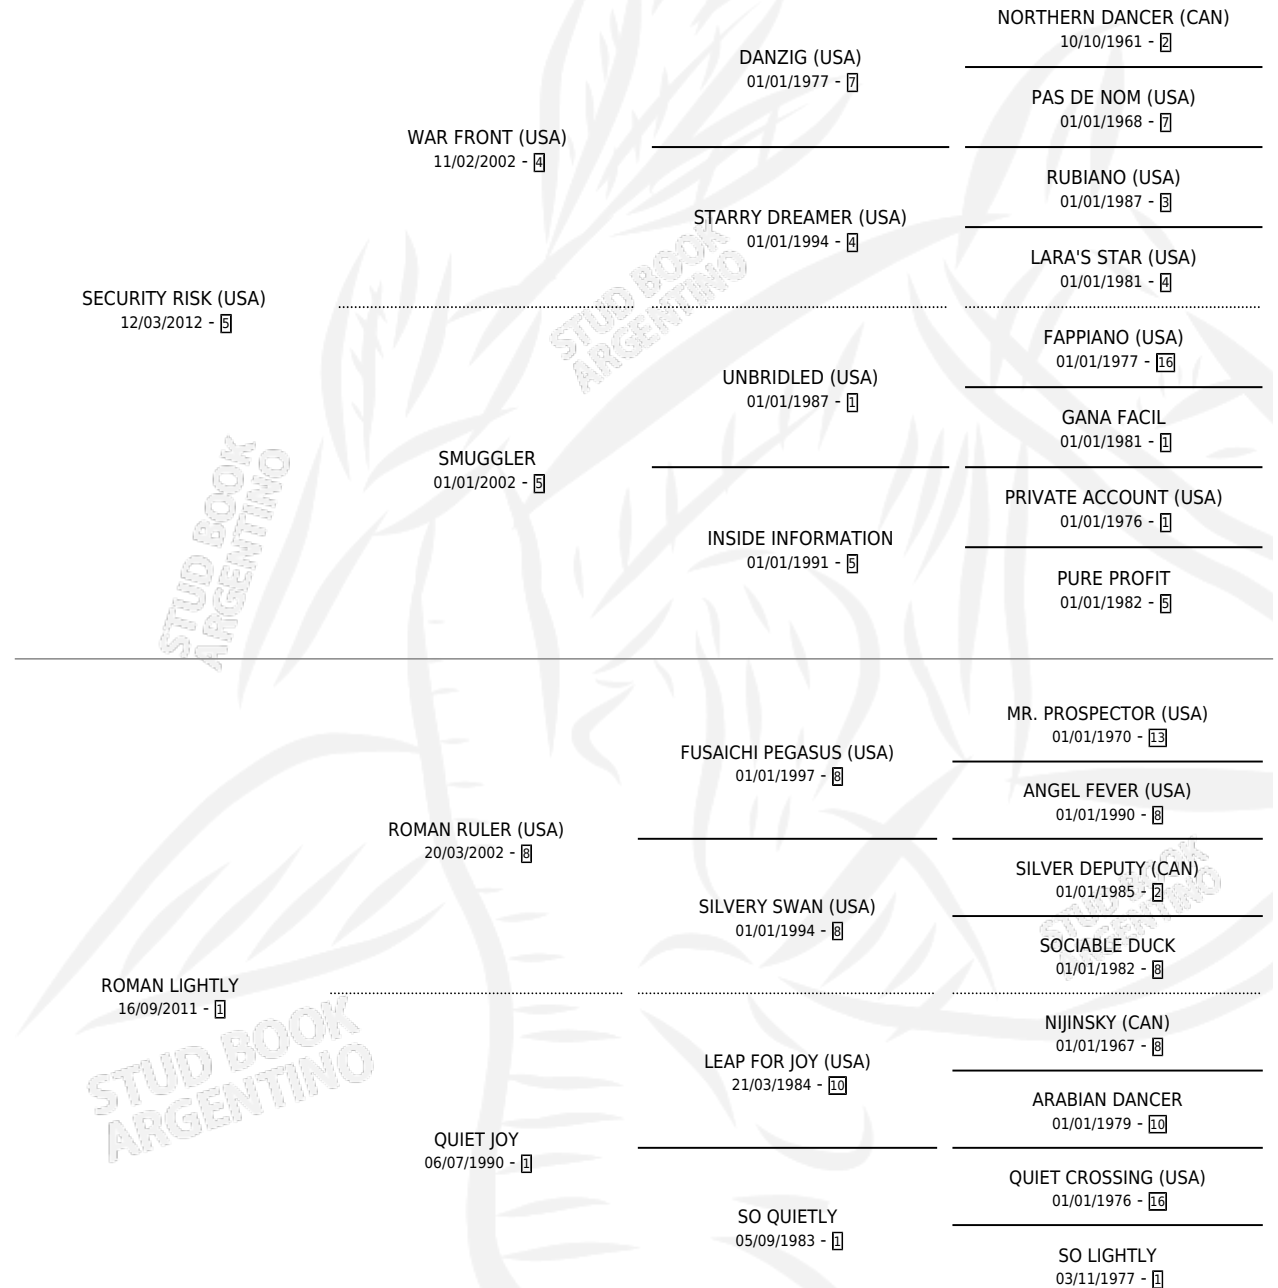 NORTHERN DANCER (CAN)
10/10/1961 - 2
DANZIG (USA)
01/01/1977 - 7
PAS DE NOM (USA)
01/01/1968 - 7
WAR FRONT (USA)
11/02/2002 - 4
RUBIANO (USA)
01/01/1987 - 3
STARRY DREAMER (USA)
01/01/1994 - 4
LARA'S STAR (USA)
01/01/1981 - 4
SECURITY RISK (USA)
12/03/2012 - 5
FAPPIANO (USA)
01/01/1977 - 16
UNBRIDLED (USA)
01/01/1987 - 1
GANA FACIL
01/01/1981 - 1
SMUGGLER
01/01/2002 - 5
PRIVATE ACCOUNT (USA)
01/01/1976 - 1
INSIDE INFORMATION
01/01/1991 - 5
PURE PROFIT
01/01/1982 - 5
STUD BOOK
ARGENTINO
STUD BOOK
ARGENTINO
MR. PROSPECTOR (USA)
01/01/1970 - 13
FUSAICHI PEGASUS (USA)
01/01/1997 - 8
ANGEL FEVER (USA)
01/01/1990 - 8
ROMAN RULER (USA)
20/03/2002 - 8
SILVER DEPUTY (CAN)
01/01/1985 - 2
SILVERY SWAN (USA)
01/01/1994 - 8
SOCIABLE DUCK
01/01/1982 - 8
STUD BOOK
ARGENTINO
ROMAN LIGHTLY
16/09/2011 - 1
NIJINSKY (CAN)
01/01/1967 - 8
LEAP FOR JOY (USA)
21/03/1984 - 10
ARABIAN DANCER
01/01/1979 - 10
STUD BOOK
ARGENTINO
QUIET JOY
06/07/1990 - 1
QUIET CROSSING (USA)
01/01/1976 - 16
SO QUIETLY
05/09/1983 - 1
SO LIGHTLY
03/11/1977 - 1